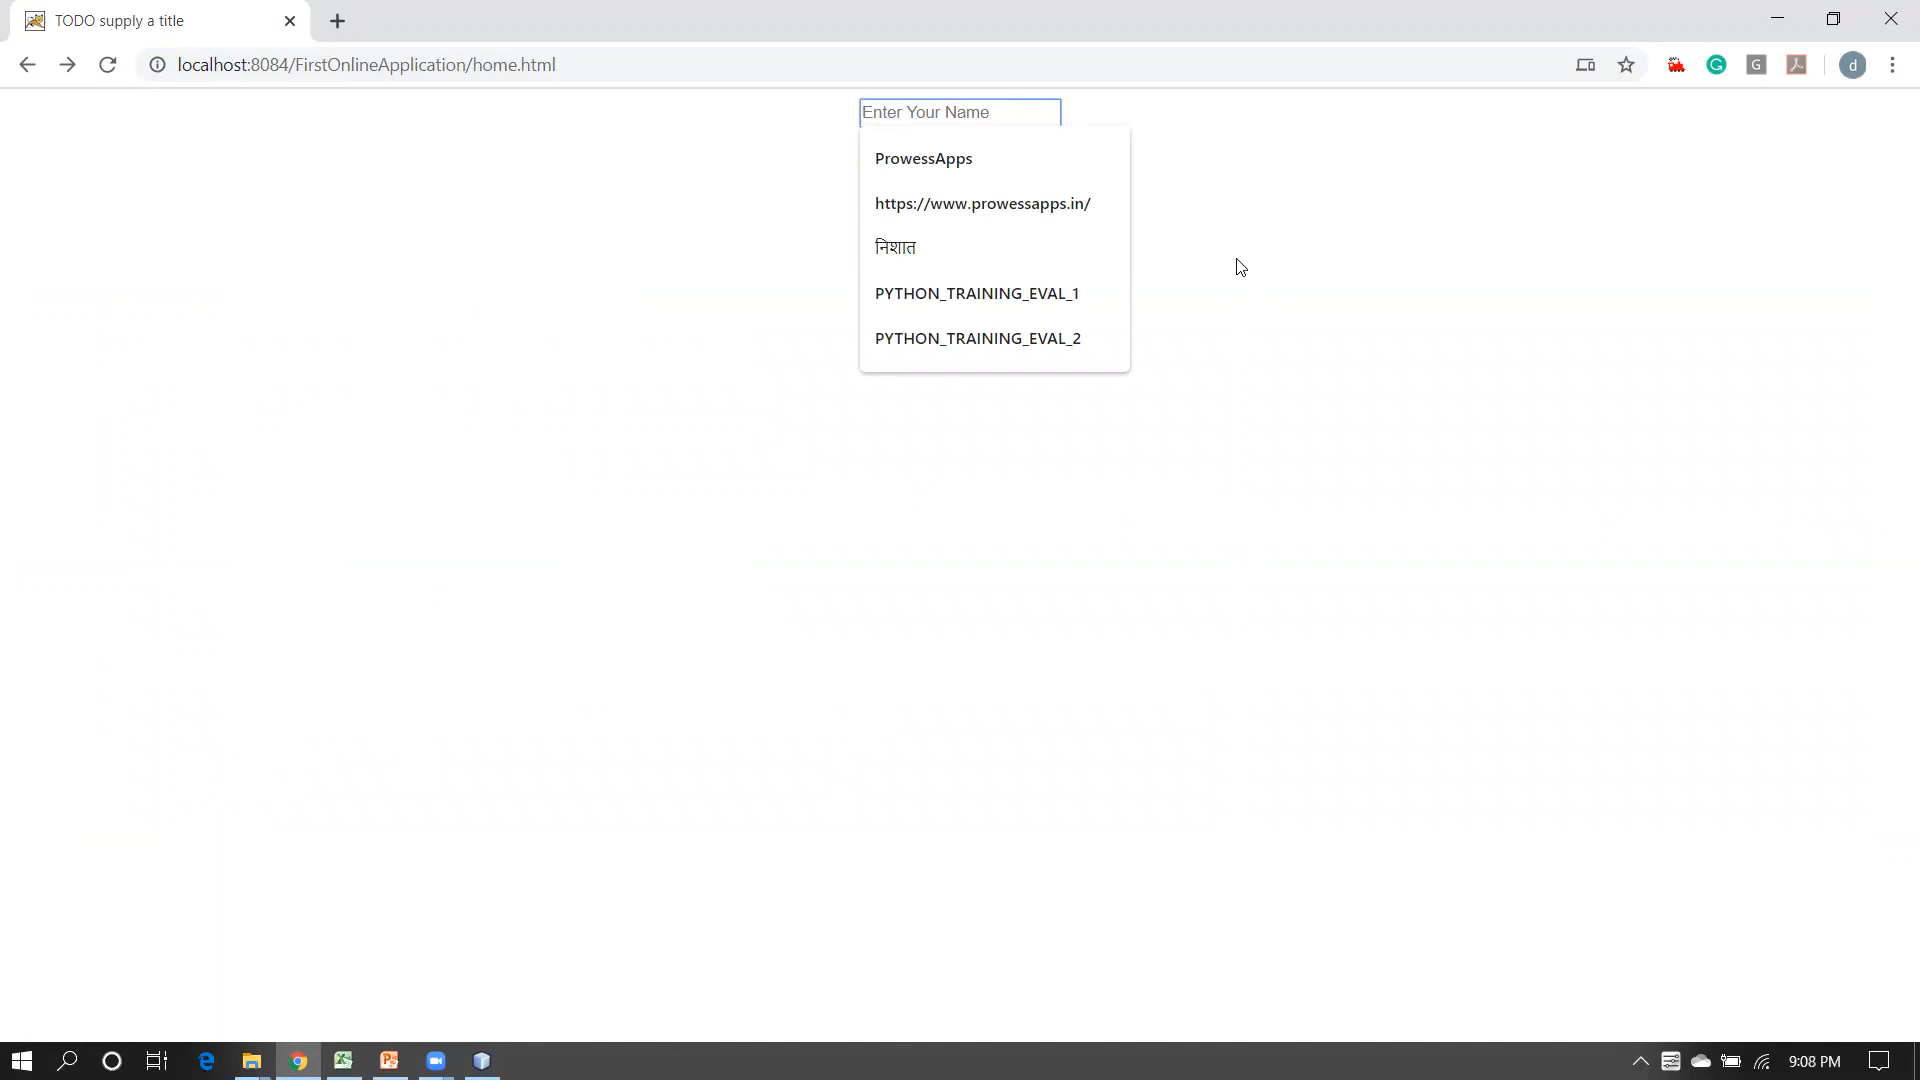 TODO supply a title
localhost:8084/FirstOnlineApplication/home.html
d
Enter Your Name
ProwessApps
https://www.prowessapps.in/
निशात
PYTHON_TRAINING_EVAL_1
PYTHON_TRAINING_EVAL_2
9:08 PM